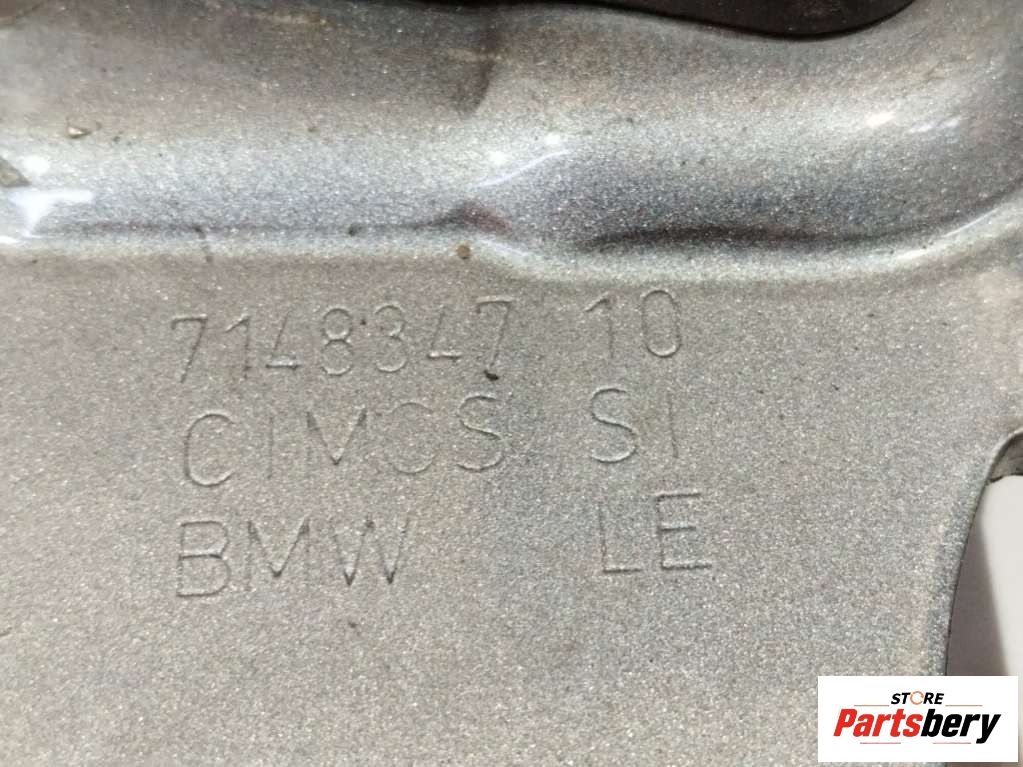 7148347 10
CIMOS SI
BMW LE
STORE
Partsbery